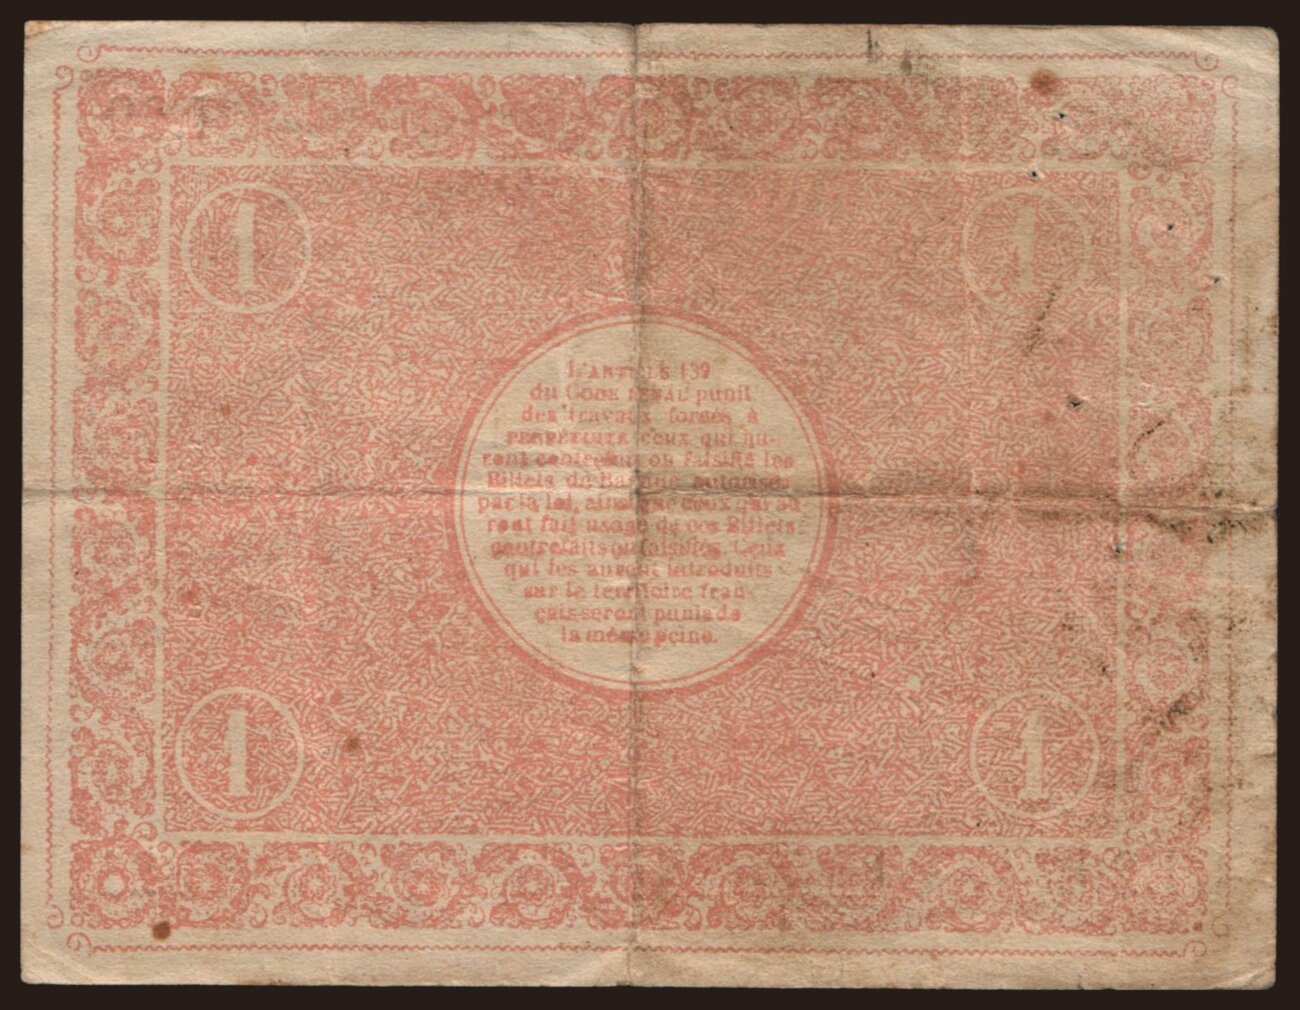 1 1
L'ARTICLE 139
du CODE PENAL punit
des travaux forcés à
PERPÉTUITÉ ceux qui au-
ront contrefait ou falsifié les
Billets de Banque autorisés
par la loi, ainsi que ceux qui au
ront fait usage de ces Billets
contrefaits ou falsifiés. Ceux
qui les auront introduits
sur le territoire fran
çais seront punis de
la même peine.
1 1